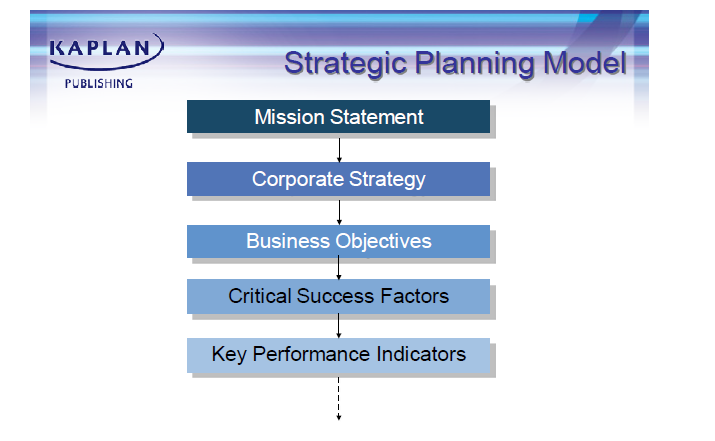 KAPLAN
PUBLISHING
Strategic Planning Model
Mission Statement
Corporate Strategy
Business Objectives
Critical Success Factors
Key Performance Indicators